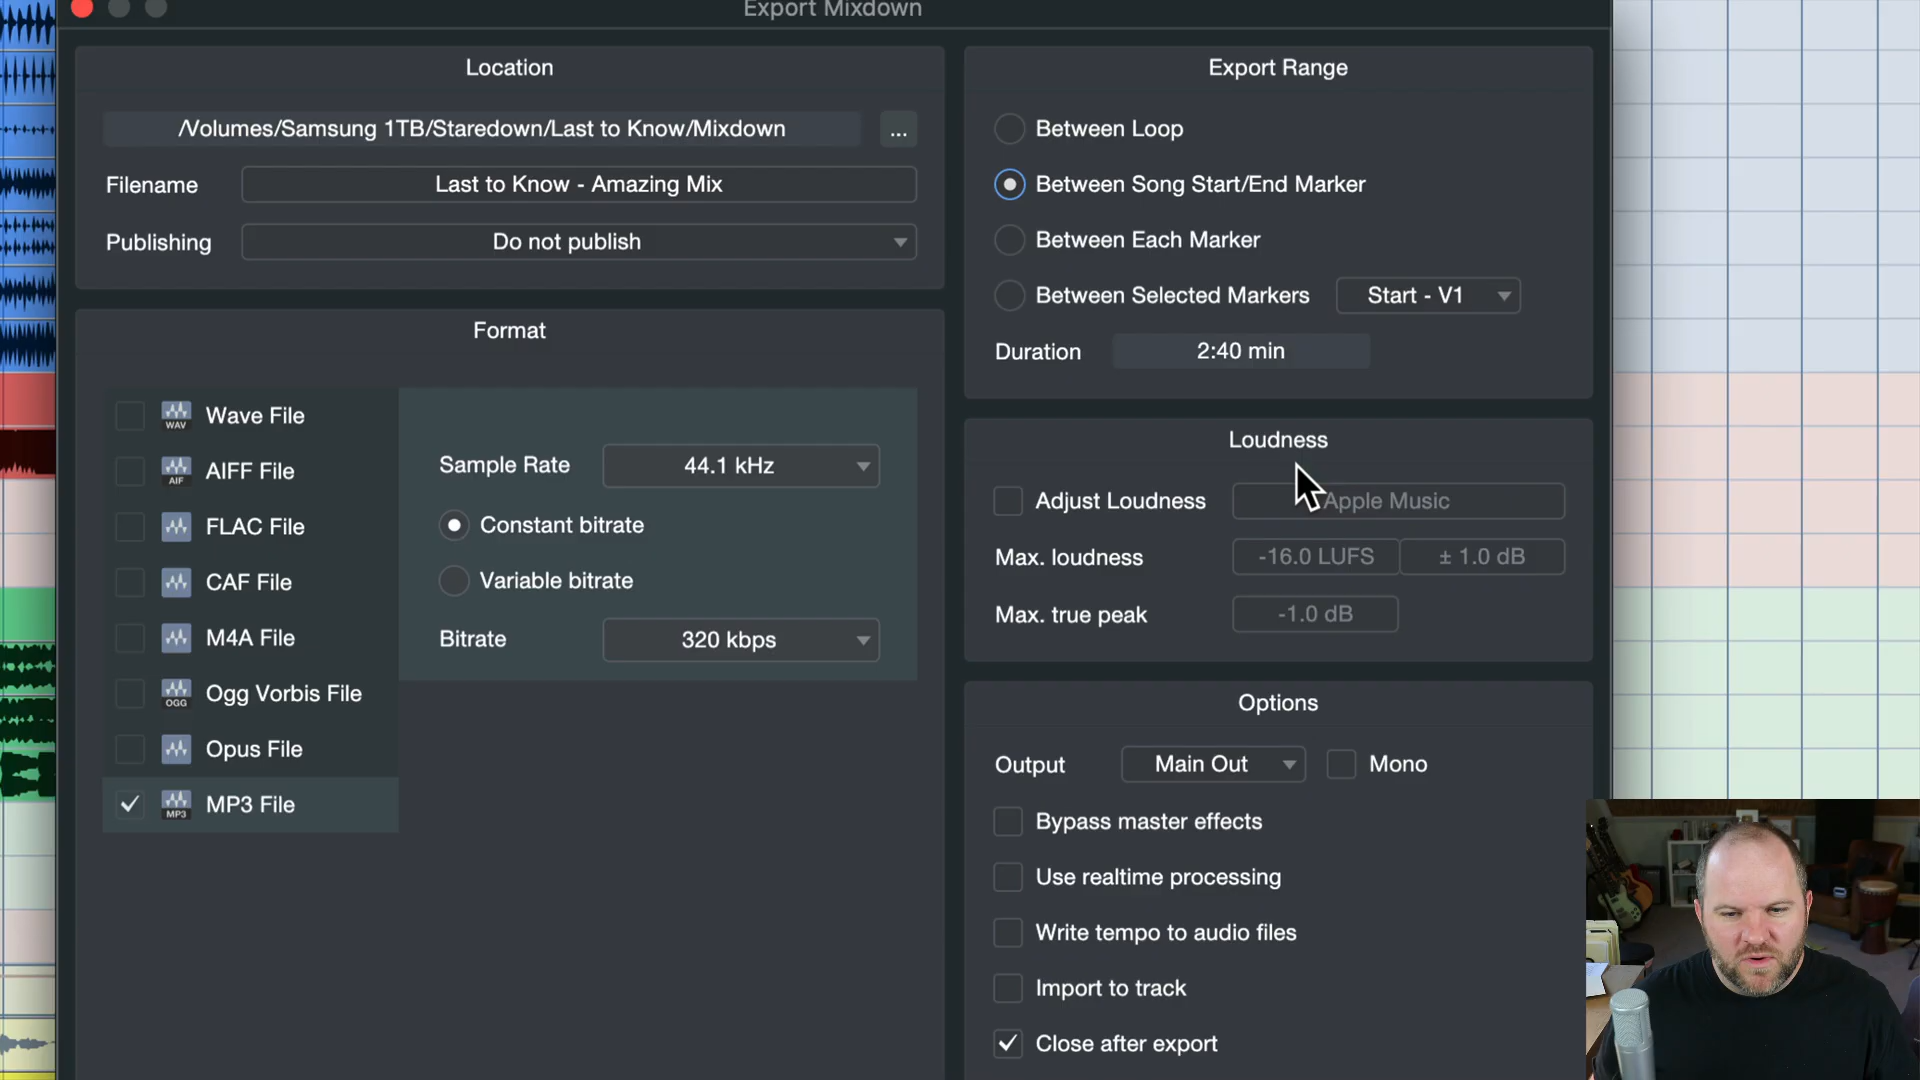 Export Mixdown
Location
/Volumes/Samsung 1TB/Staredown/Last to Know/Mixdown
...
Filename
Last to Know - Amazing Mix
Publishing
Do not publish
Format
Wave File
WAV
AIFF File
AIF
FLAC File
CAF File
M4A File
Ogg Vorbis File
OGG
Opus File
MP3 File
MP3
Sample Rate
44.1 kHz
Constant bitrate
Variable bitrate
Bitrate
320 kbps
Export Range
Between Loop
Between Song Start/End Marker
Between Each Marker
Between Selected Markers
Start - V1
Duration
2:40 min
Loudness
Adjust Loudness
Apple Music
Max. loudness
-16.0 LUFS
± 1.0 dB
Max. true peak
-1.0 dB
Options
Output
Main Out
Mono
Bypass master effects
Use realtime processing
Write tempo to audio files
Import to track
Close after export